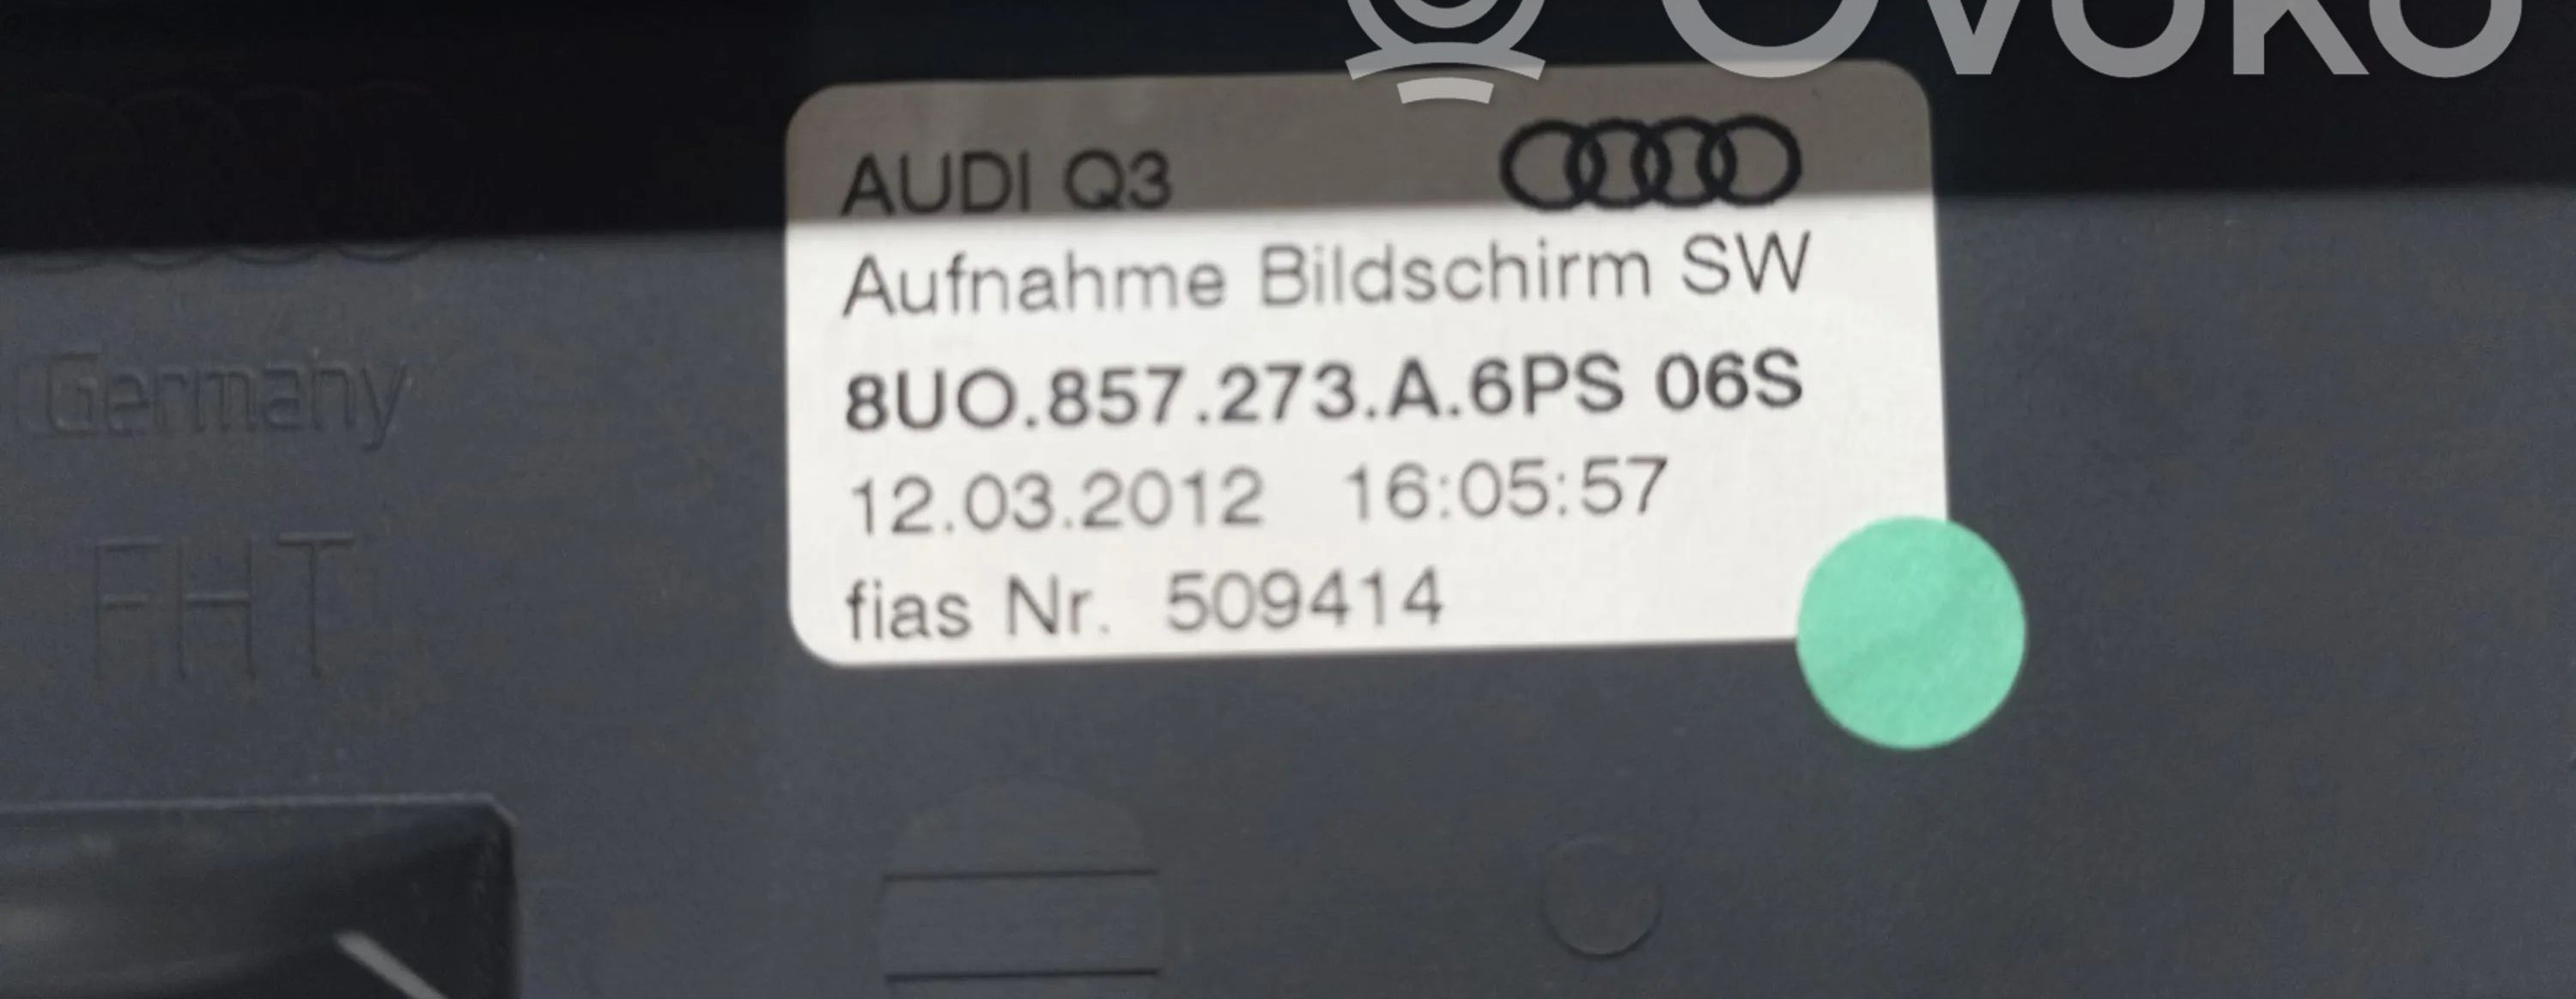 OVOKO
AUDI Q3
Aufnahme Bildschirm SW
8UO.857.273.A.6PS 06S
12.03.2012 16:05:57
fias Nr. 509414
Germany
FHT